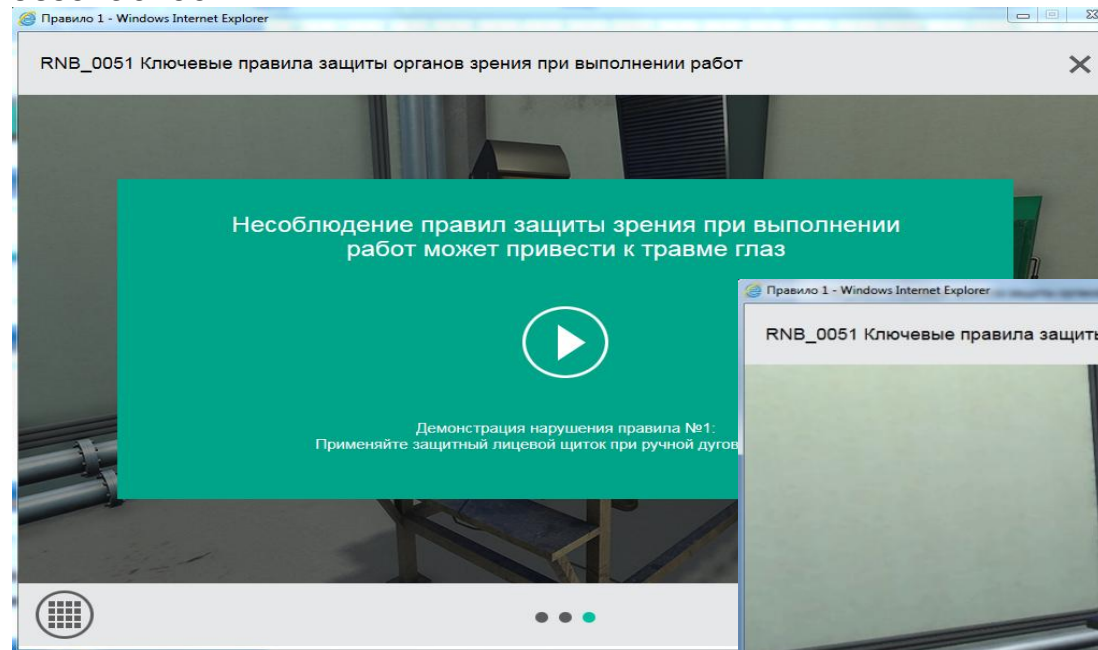 Правило 1 - Windows Internet Explorer
RNB_0051 Ключевые правила защиты органов зрения при выполнении работ
Несоблюдение правил защиты зрения при выполнении
работ может привести к травме глаз
Демонстрация нарушения правила №1:
Применяйте защитный лицевой щиток при ручной дугов
Правило 1 - Windows Internet Explorer
RNB_0051 Ключевые правила защиты